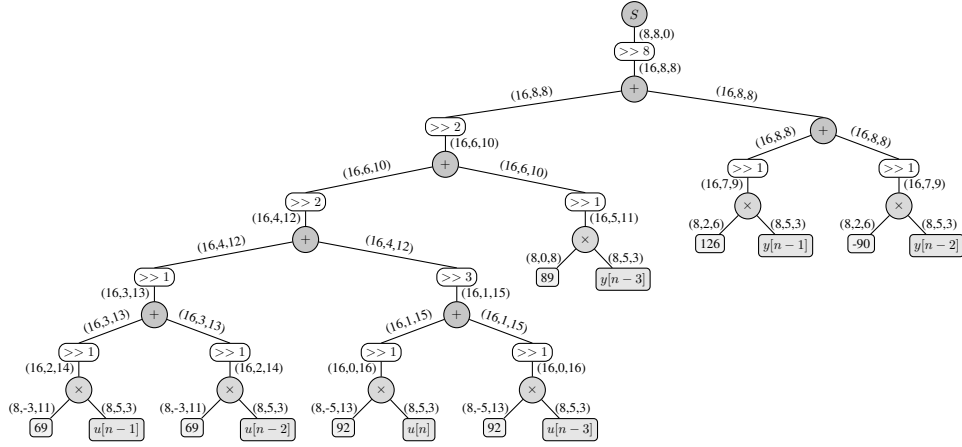 S
(8,8,0)
>> 8
(16,8,8)
+
(16,8,8) (16,8,8)
>> 2 +
(16,6,10) (16,8,8) (16,8,8)
+ >> 1 >> 1
(16,6,10) (16,6,10) (16,7,9) (16,7,9)
>> 2 >> 1 × ×
(16,4,12) (16,5,11) (8,2,6) (8,5,3) (8,2,6) (8,5,3)
+ × 126 y[n − 1] -90 y[n − 2]
(16,4,12) (16,4,12) (8,0,8) (8,5,3)
>> 1 >> 3 89 y[n − 3]
(16,3,13) (16,1,15)
+ +
(16,3,13) (16,3,13) (16,1,15) (16,1,15)
>> 1 >> 1 >> 1 >> 1
(16,2,14) (16,2,14) (16,0,16) (16,0,16)
× × × ×
(8,-3,11) (8,5,3) (8,-3,11) (8,5,3) (8,-5,13) (8,5,3) (8,-5,13) (8,5,3)
69 u[n − 1] 69 u[n − 2] 92 u[n] 92 u[n − 3]